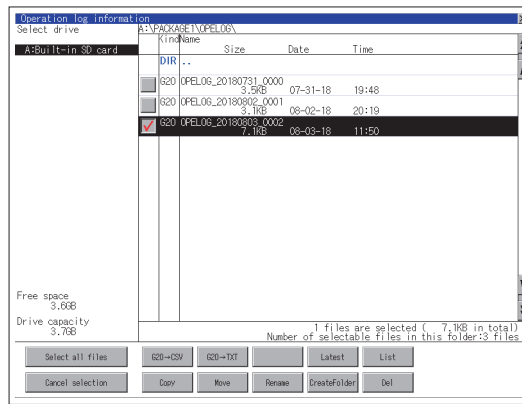 Operation log information
Select drive
A:\PACKAGE1\OPELOG\
A:Built-in SD card
Kind Name
Size Date Time
DIR ..
G20 OPELOG_20180731_0000
3.5KB 07-31-18 19:48
G20 OPELOG_20180802_0001
3.1KB 08-02-18 20:19
G20 OPELOG_20180803_0002
7.1KB 08-03-18 11:50
Free space
3.6GB
Drive capacity
3.7GB
1 files are selected ( 7.1KB in total)
Number of selectable files in this folder:3 files
Select all files
G20→CSV
G20→TXT
Latest
List
Cancel selection
Copy
Move
Rename
CreateFolder
Del